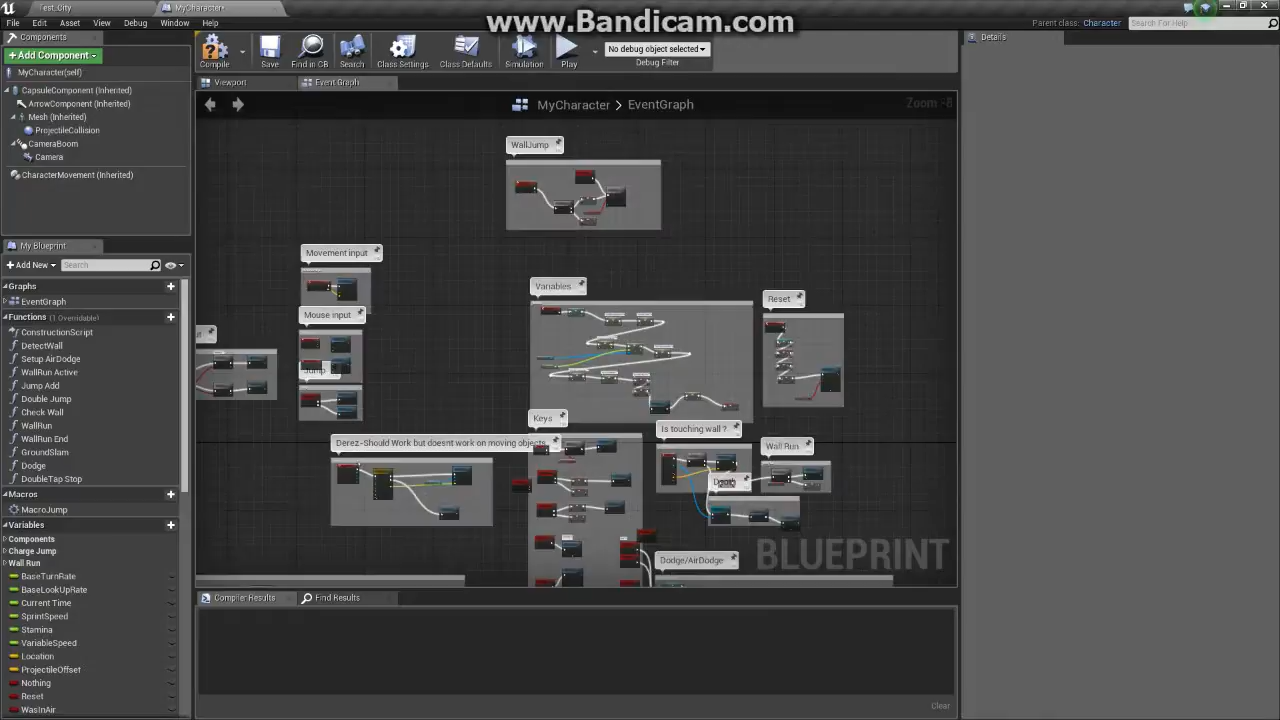 www.Bandicam.com
Test_City
MyCharacter*
File Edit Asset View Debug Window Help
Parent class: Character
Search For Help
Components
+Add Component
MyCharacter(self)
CapsuleComponent (Inherited)
ArrowComponent (Inherited)
Mesh (Inherited)
ProjectileCollision
CameraBoom
Camera
CharacterMovement (Inherited)
Compile
Save
Find in CB
Search
Class Settings
Class Defaults
Simulation
Play
No debug object selected
Debug Filter
Details
Viewport
Event Graph
MyCharacter > EventGraph
Zoom -8
WallJump
Movement input
Mouse input
Jump
Variables
Reset
Derez -Should Work but doesnt work on moving objects.
Keys
Is touching wall ?
Wall Run
Death
Dodge/AirDodge
BLUEPRINT
My Blueprint
+Add New
Search
Graphs
EventGraph
Functions (1 Overridable)
ConstructionScript
DetectWall
Setup AirDodge
WallRun Active
Jump Add
Double Jump
Check Wall
WallRun
WallRun End
GroundSlam
Dodge
DoubleTap Stop
Macros
MacroJump
Variables
Components
Charge Jump
Wall Run
BaseTurnRate
BaseLookUpRate
Current Time
SprintSpeed
Stamina
VariableSpeed
Location
ProjectileOffset
Nothing
Reset
WasInAir
Compiler Results
Find Results
Clear